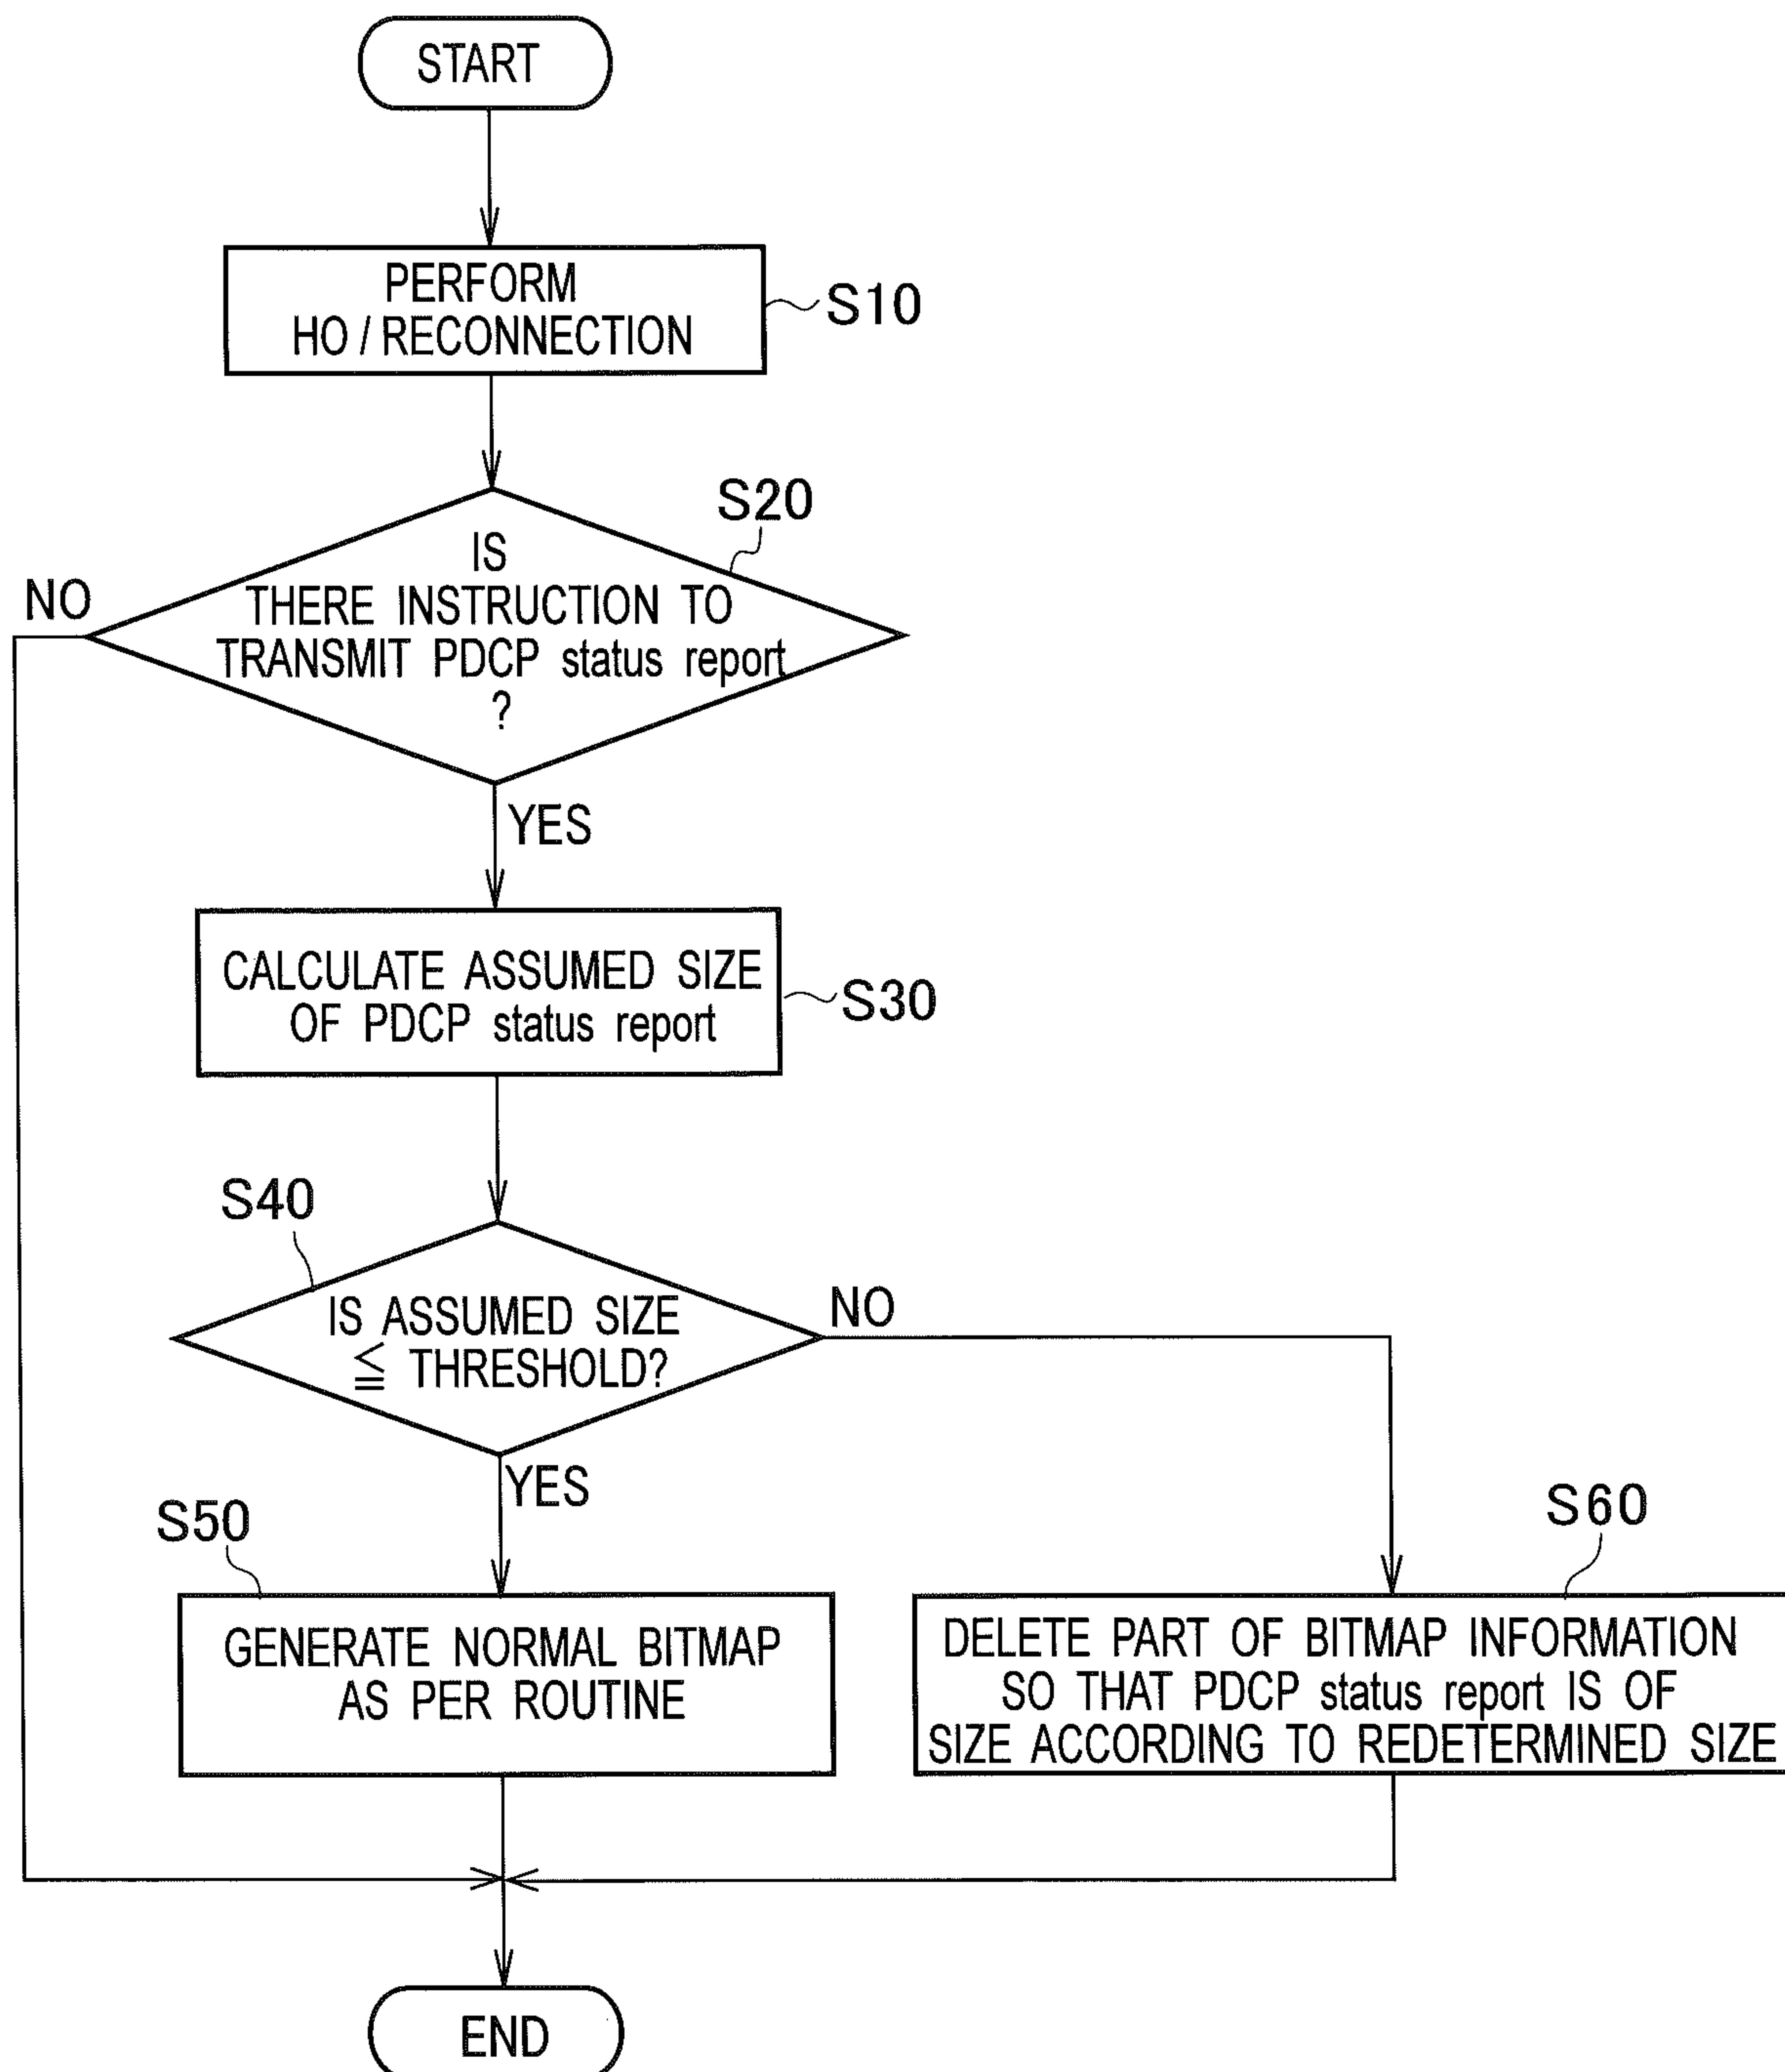 START
PERFORM
HO / RECONNECTION
S10
S20
IS
THERE INSTRUCTION TO
TRANSMIT PDCP status report
?
NO
YES
CALCULATE ASSUMED SIZE
OF PDCP status report
S30
S40
IS ASSUMED SIZE
≦ THRESHOLD?
NO
YES
S50
GENERATE NORMAL BITMAP
AS PER ROUTINE
S60
DELETE PART OF BITMAP INFORMATION
SO THAT PDCP status report IS OF
SIZE ACCORDING TO REDETERMINED SIZE
END